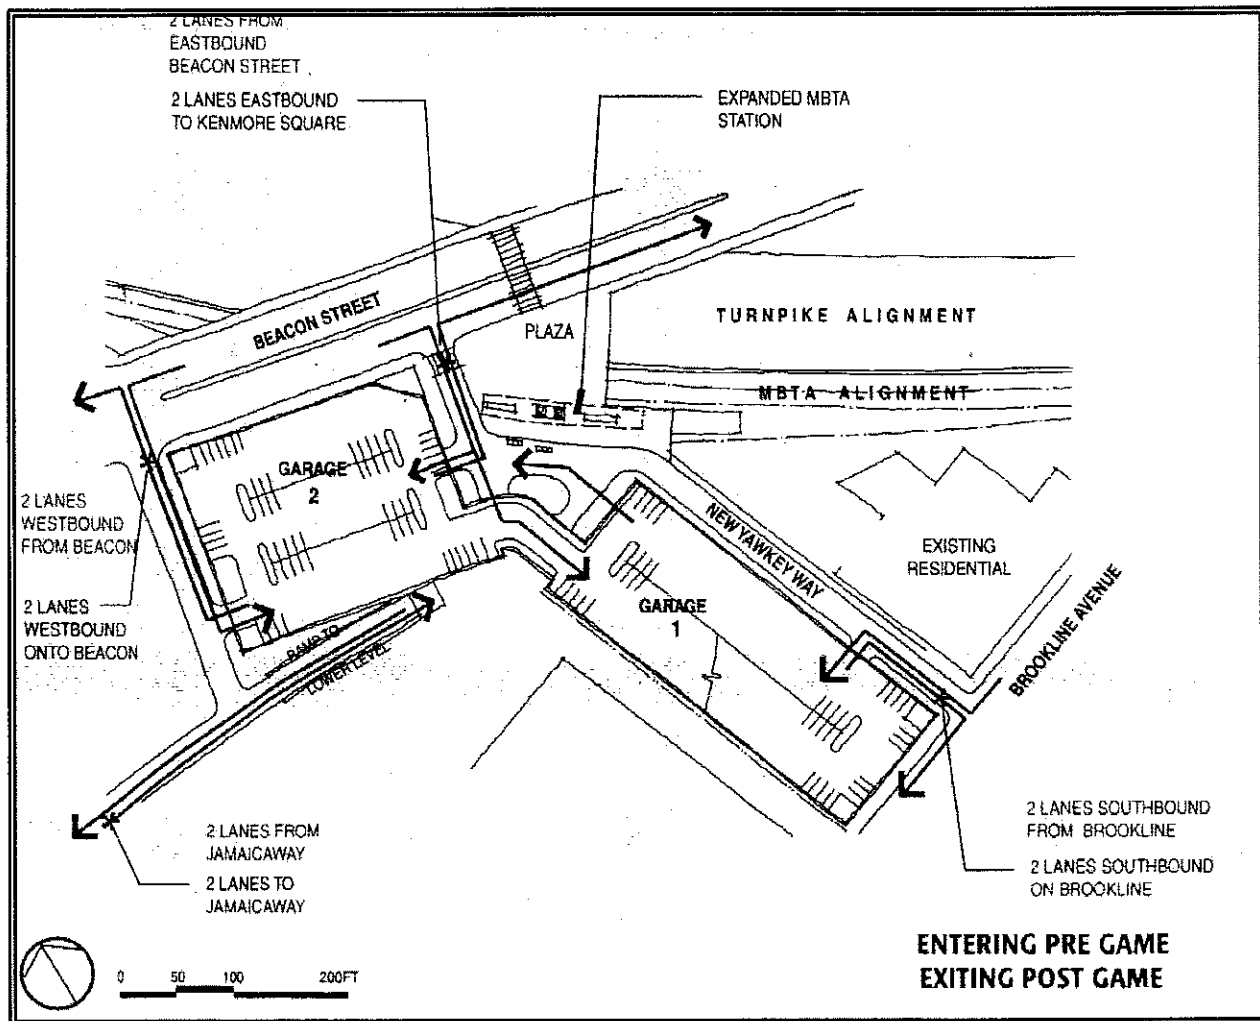 2 LANES FROM
EASTBOUND
BEACON STREET
2 LANES EASTBOUND
TO KENMORE SQUARE
EXPANDED MBTA
STATION
BEACON STREET
PLAZA
TURNPIKE ALIGNMENT
MBTA ALIGNMENT
GARAGE
2
2 LANES
WESTBOUND
FROM BEACON
NEW YAWKEY WAY
EXISTING
RESIDENTIAL
2 LANES
WESTBOUND
ONTO BEACON
GARAGE
1
BROOKLINE AVENUE
RAMP TO
LOWER LEVEL
2 LANES FROM
JAMAICAWAY
2 LANES TO
JAMAICAWAY
2 LANES SOUTHBOUND
FROM BROOKLINE
2 LANES SOUTHBOUND
ON BROOKLINE
ENTERING PRE GAME
EXITING POST GAME
0 50 100 200FT